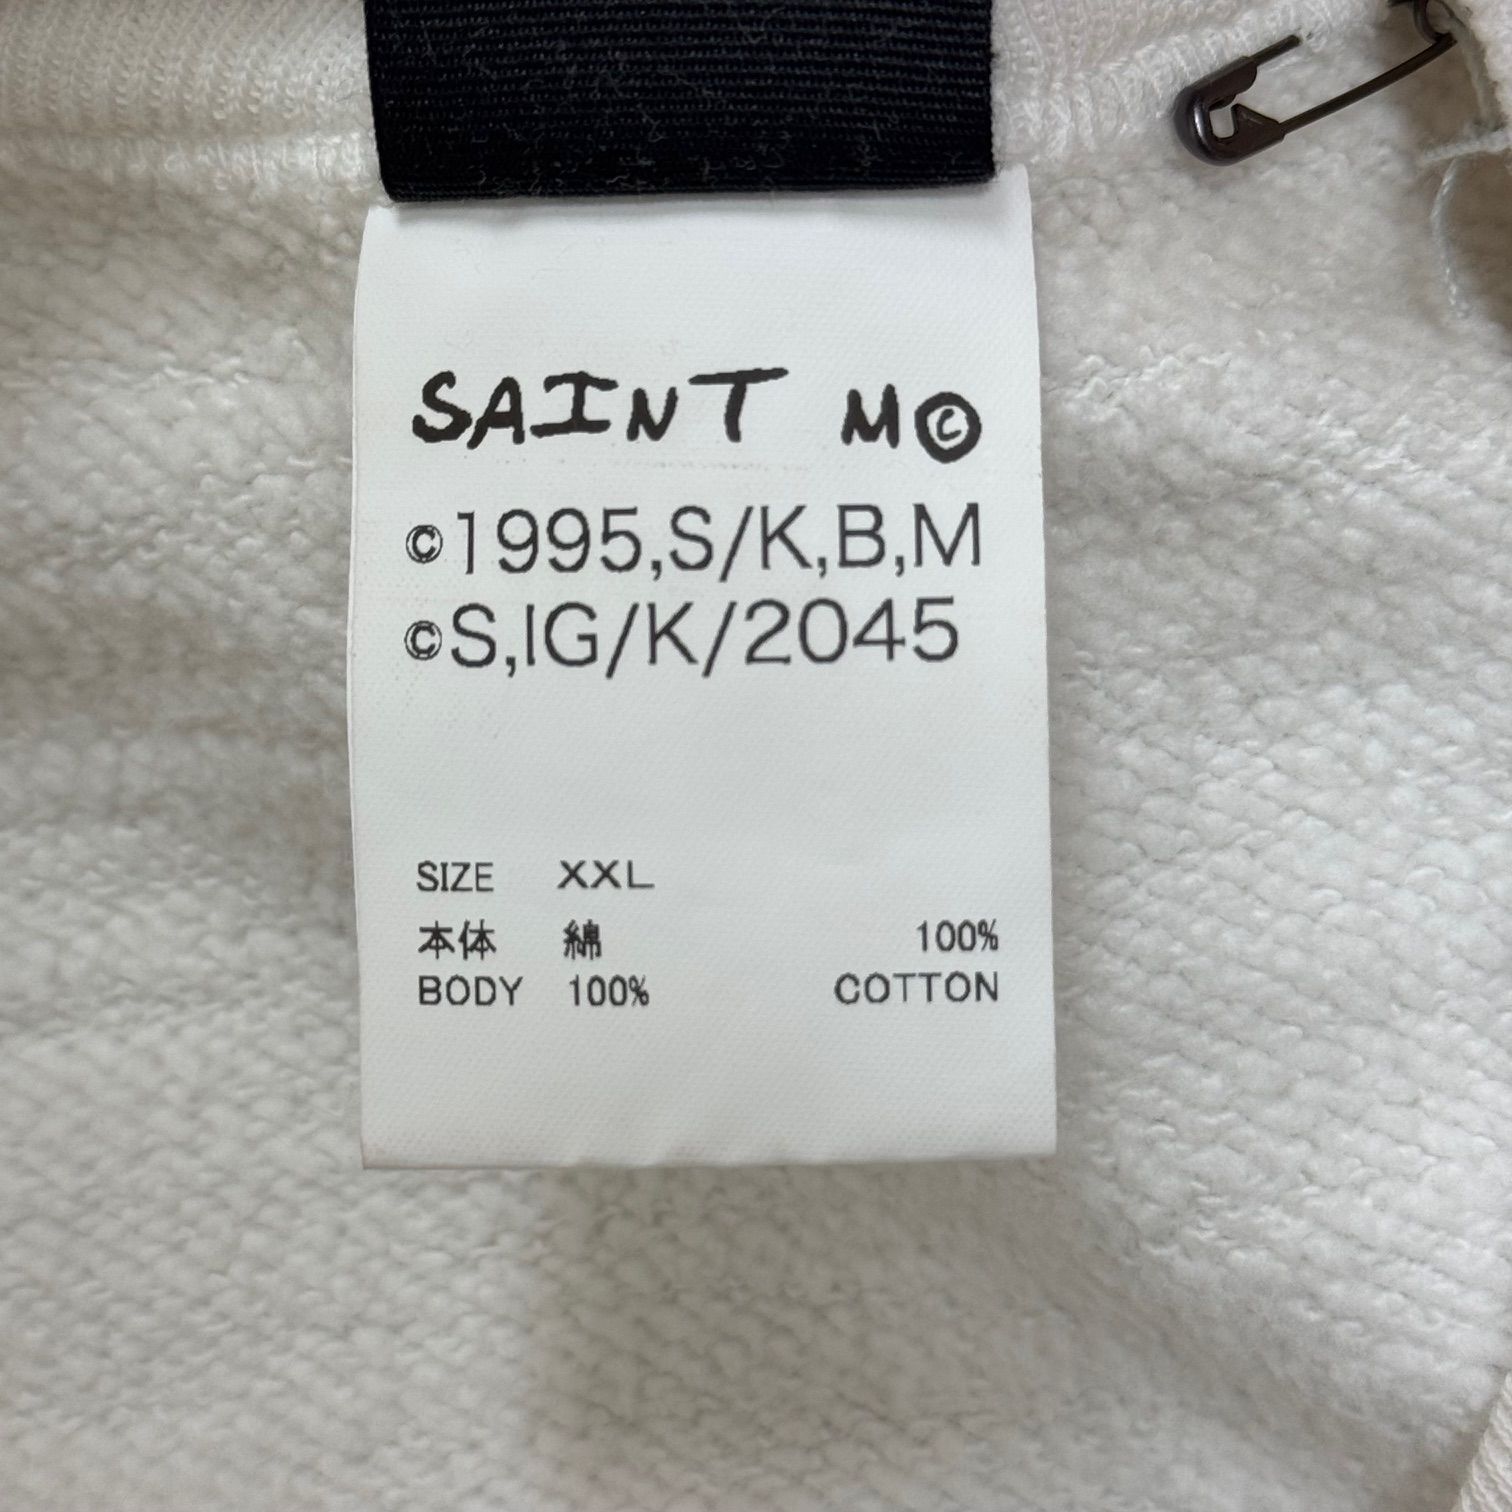 SAINT M©
©1995,S/K,B,M
©S,IG/K/2045
SIZE XXL
本体 綿 100%
BODY 100% COTTON